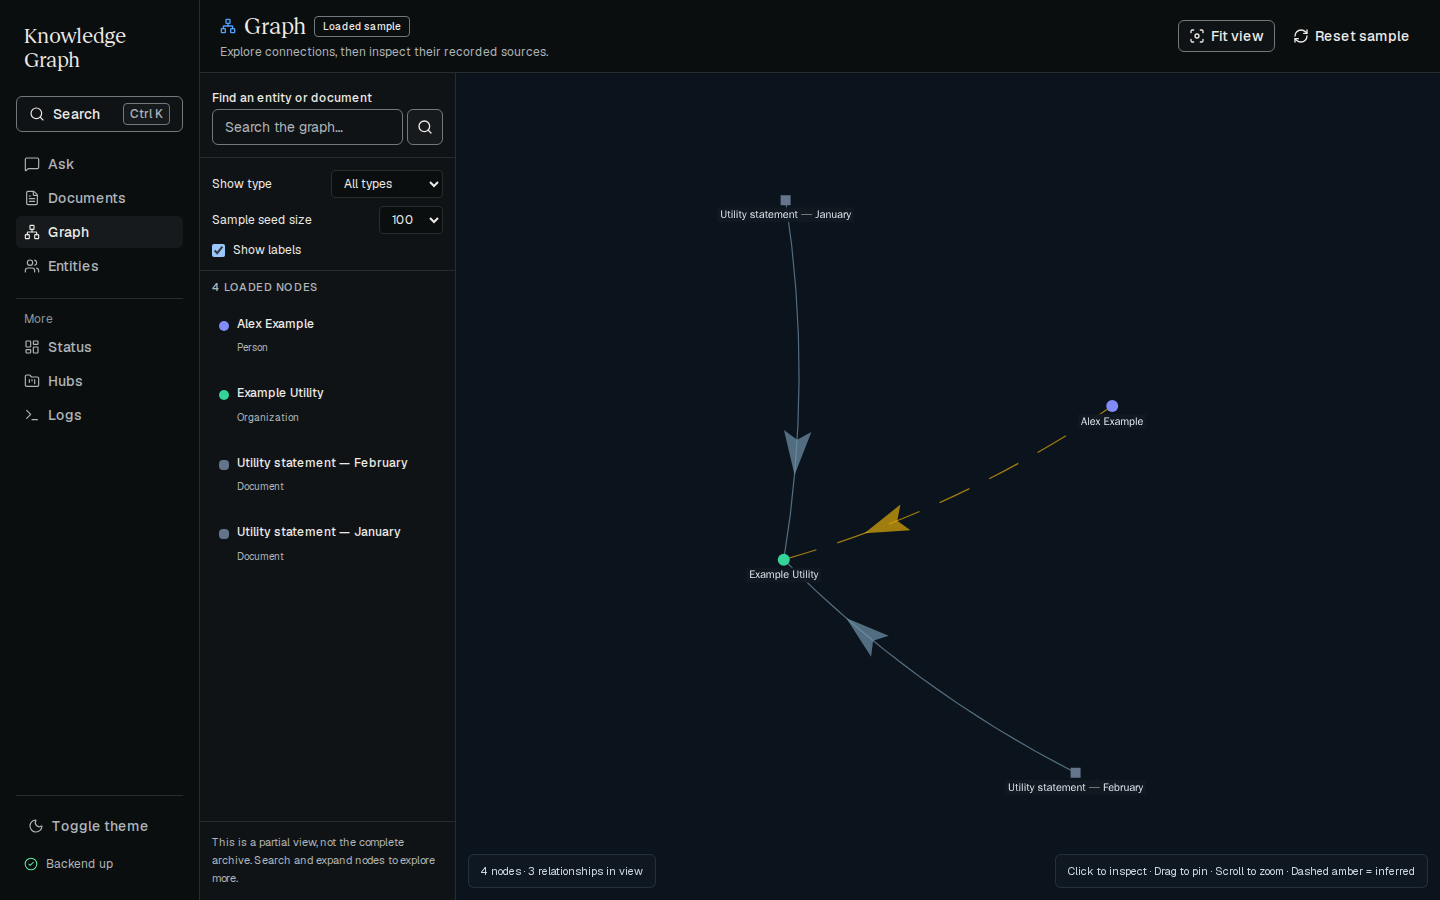 Knowledge
Graph
Search
Ctrl K
Ask
Documents
Graph
Entities
More
Status
Hubs
Logs
Toggle theme
Backend up
Graph
Loaded sample
Explore connections, then inspect their recorded sources.
Fit view
Reset sample
Find an entity or document
Search the graph...
Show type
All types
Sample seed size
100
Show labels
4 LOADED NODES
Alex Example
Person
Example Utility
Organization
Utility statement — February
Document
Utility statement — January
Document
This is a partial view, not the complete
archive. Search and expand nodes to explore
more.
Utility statement — January
Alex Example
Example Utility
Utility statement — February
4 nodes · 3 relationships in view
Click to inspect · Drag to pin · Scroll to zoom · Dashed amber = inferred